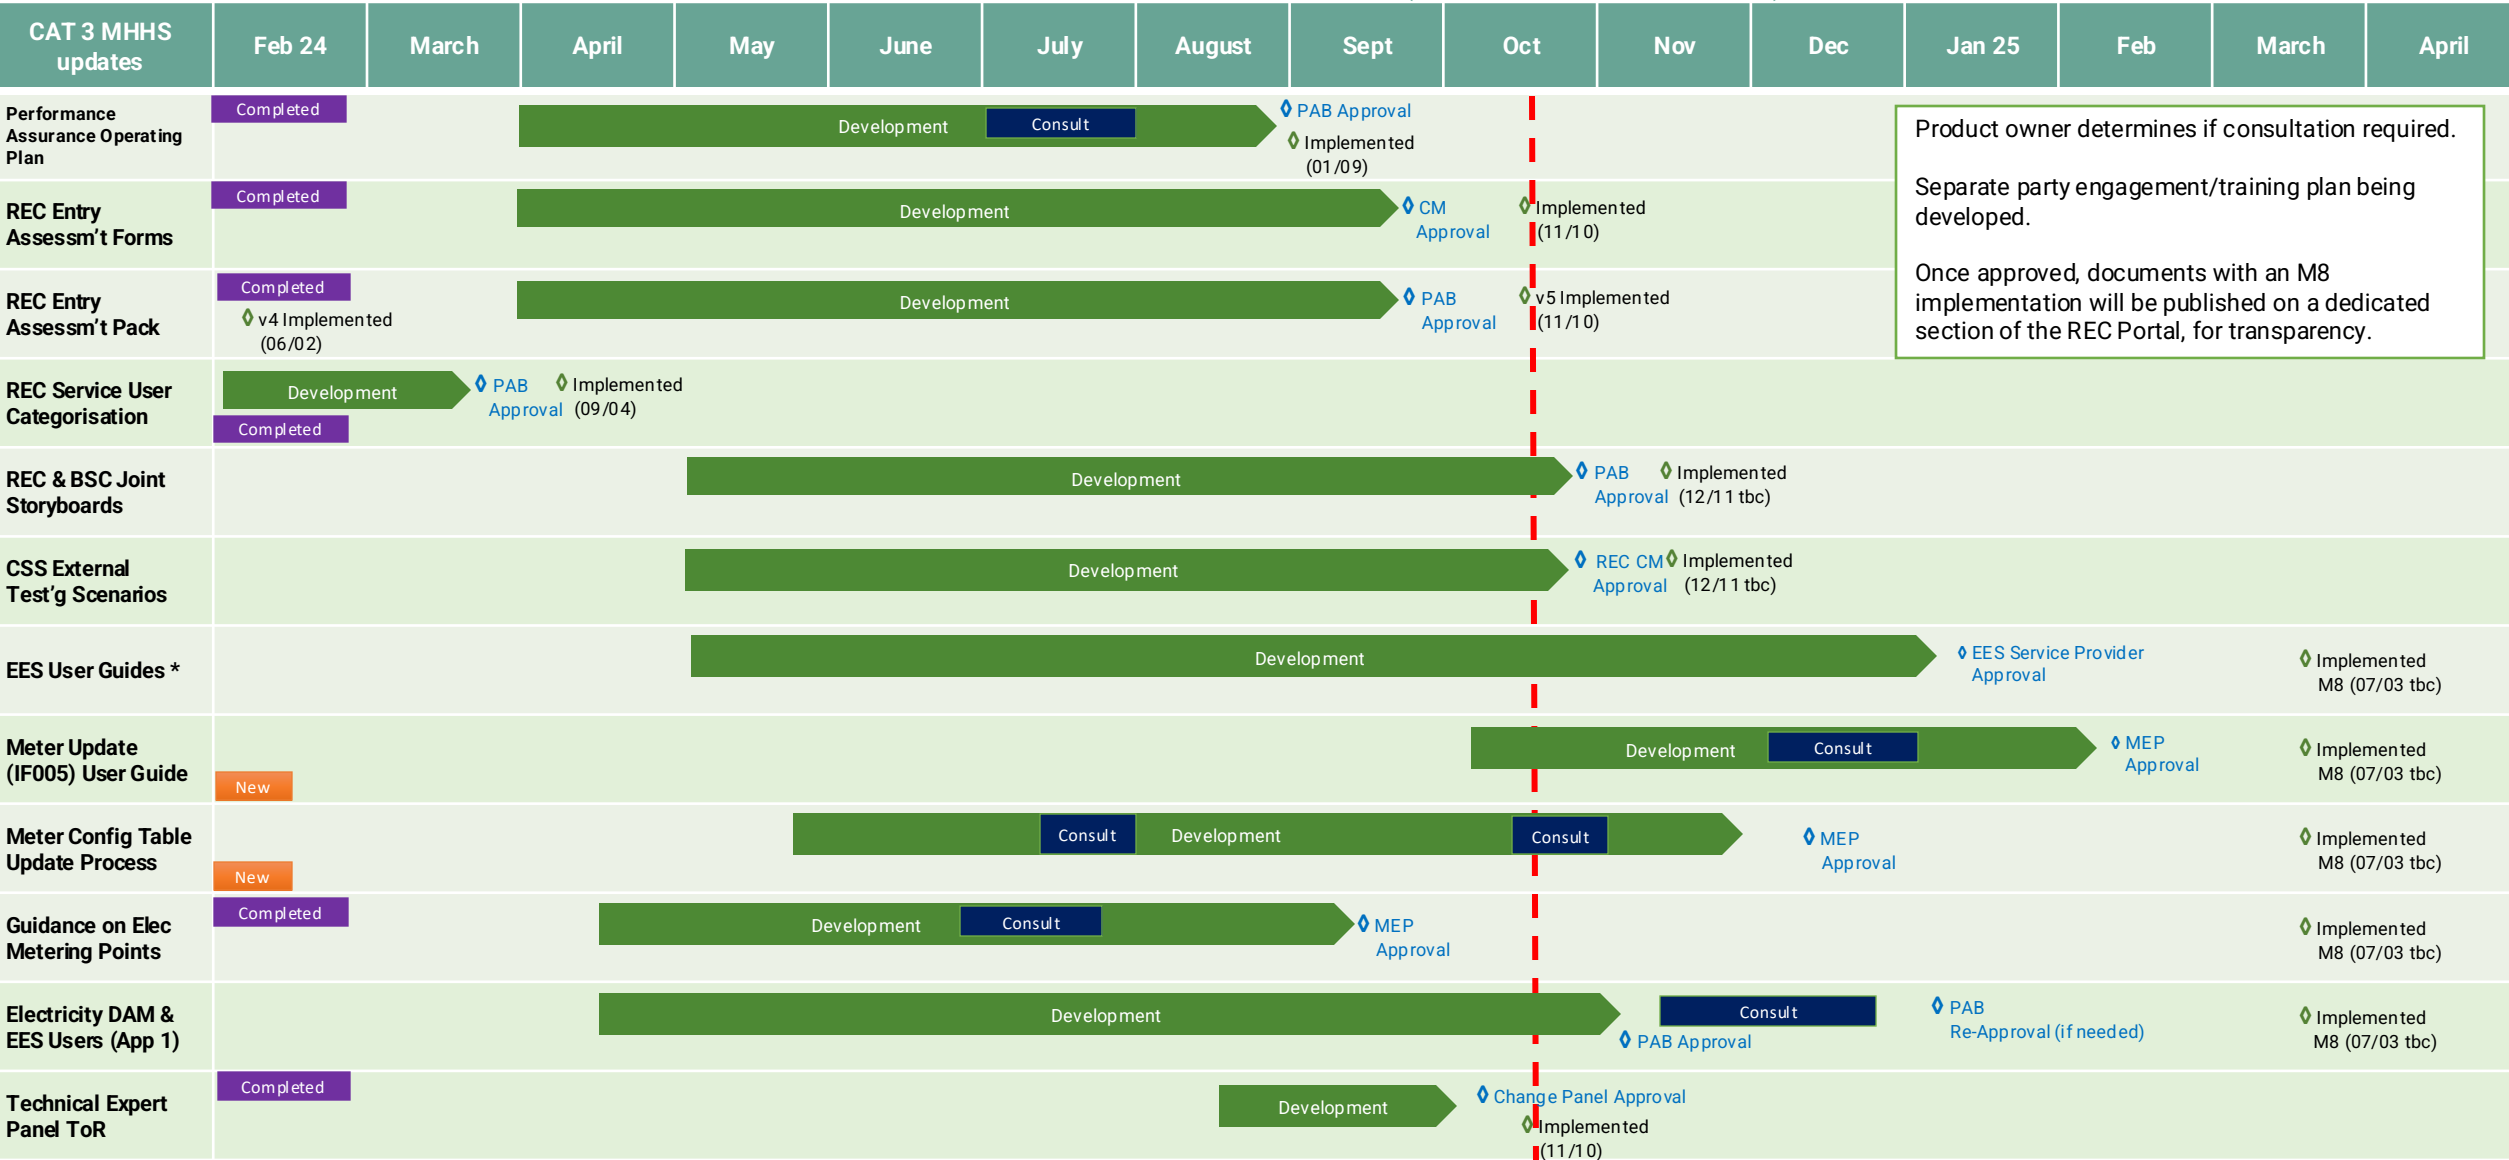 CAT 3 MHHS
updates
Feb 24
March
April
May
June
July
August
Sept
Oct
Nov
Dec
Jan 25
Feb
March
April
Performance
Assurance Operating
Plan
Completed
Development
Consult
PAB Approval
Implemented
(01/09)
Product owner determines if consultation required.
Separate party engagement/training plan being
developed.
Once approved, documents with an M8
implementation will be published on a dedicated
section of the REC Portal, for transparency.
REC Entry
Assessm't Forms
Completed
Development
CM
Approval
Implemented
(11/10)
REC Entry
Assessm't Pack
Completed
v4 Implemented
(06/02)
Development
PAB
Approval
v5 Implemented
(11/10)
REC Service User
Categorisation
Development
Completed
PAB
Approval
Implemented
(09/04)
REC & BSC Joint
Storyboards
Development
PAB
Approval
Implemented
(12/11 tbc)
CSS External
Test'g Scenarios
Development
REC CM
Approval
Implemented
(12/11 tbc)
EES User Guides *
Development
EES Service Provider
Approval
Implemented
M8 (07/03 tbc)
Meter Update
(IF005) User Guide
New
Development
Consult
MEP
Approval
Implemented
M8 (07/03 tbc)
Meter Config Table
Update Process
New
Consult
Development
Consult
MEP
Approval
Implemented
M8 (07/03 tbc)
Guidance on Elec
Metering Points
Completed
Development
Consult
MEP
Approval
Implemented
M8 (07/03 tbc)
Electricity DAM &
EES Users (App 1)
Development
PAB Approval
Consult
PAB
Re-Approval (if needed)
Implemented
M8 (07/03 tbc)
Technical Expert
Panel ToR
Completed
Development
Change Panel Approval
Implemented
(11/10)